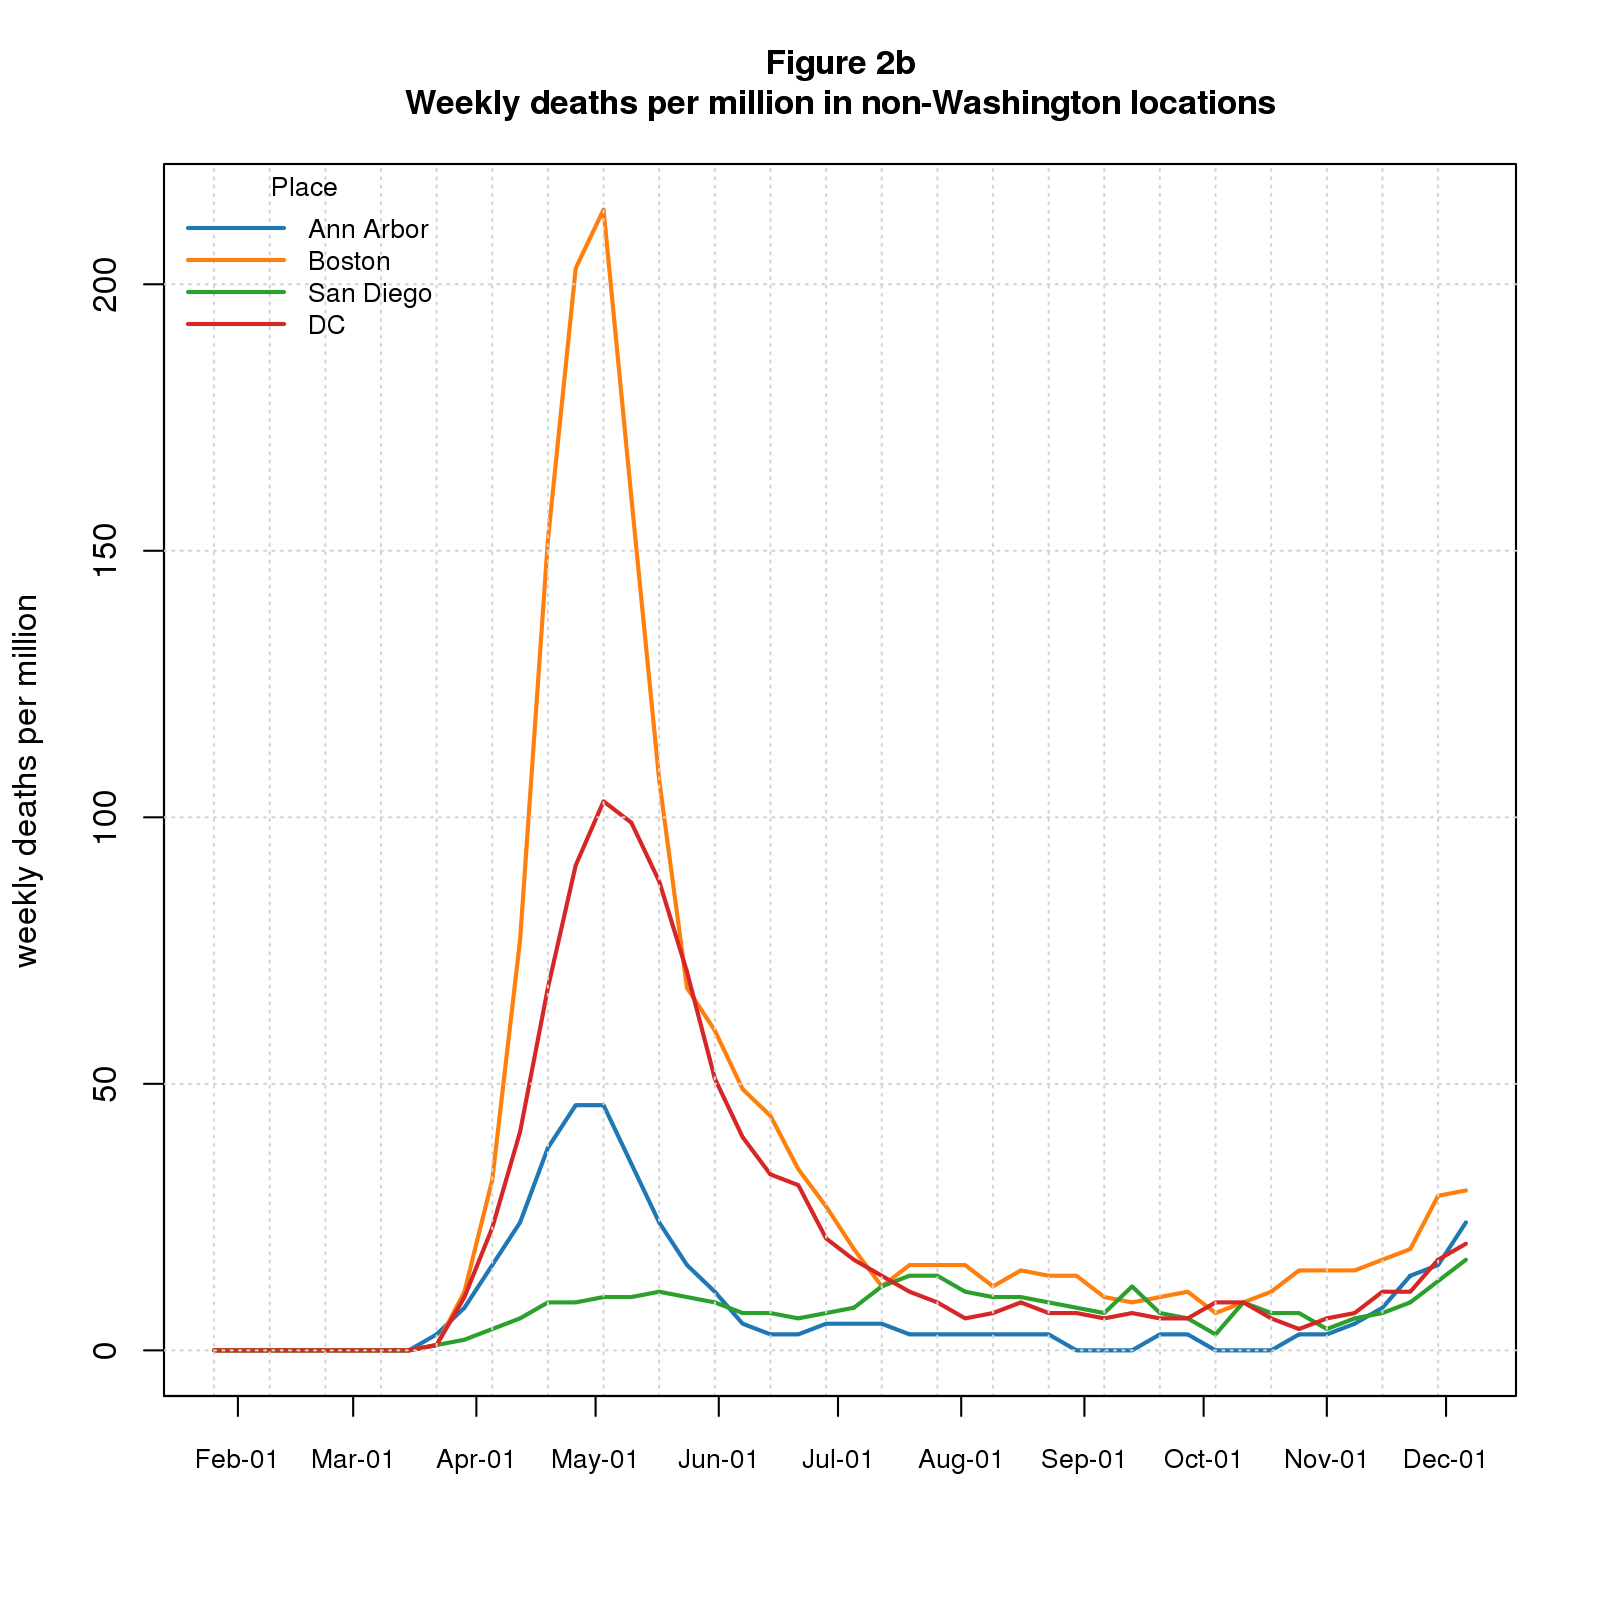 Figure 2b
Weekly deaths per million in non-Washington locations
Place
Ann Arbor
Boston
San Diego
DC
weekly deaths per million
200
150
100
50
0
Feb-01 Mar-01 Apr-01 May-01 Jun-01 Jul-01 Aug-01 Sep-01 Oct-01 Nov-01 Dec-01